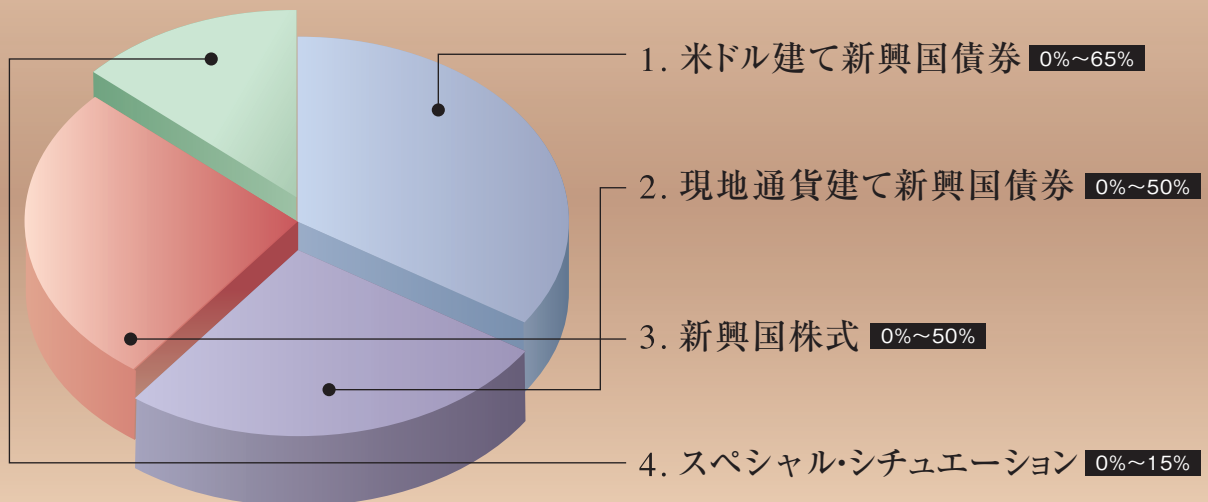 1. 米ドル建て新興国債券 0%~65%
2. 現地通貨建て新興国債券 0%~50%
3. 新興国株式 0%~50%
4. スペシャル・シチュエーション 0%~15%